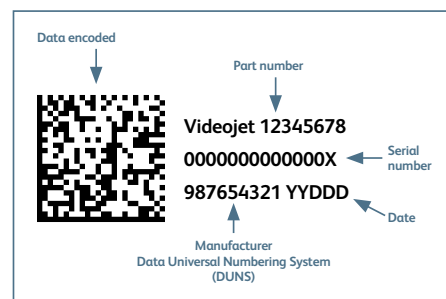 Data encoded
Part number
Videojet 12345678
0000000000000X
Serial
number
987654321 YYDDD
Date
Manufacturer
Data Universal Numbering System
(DUNS)